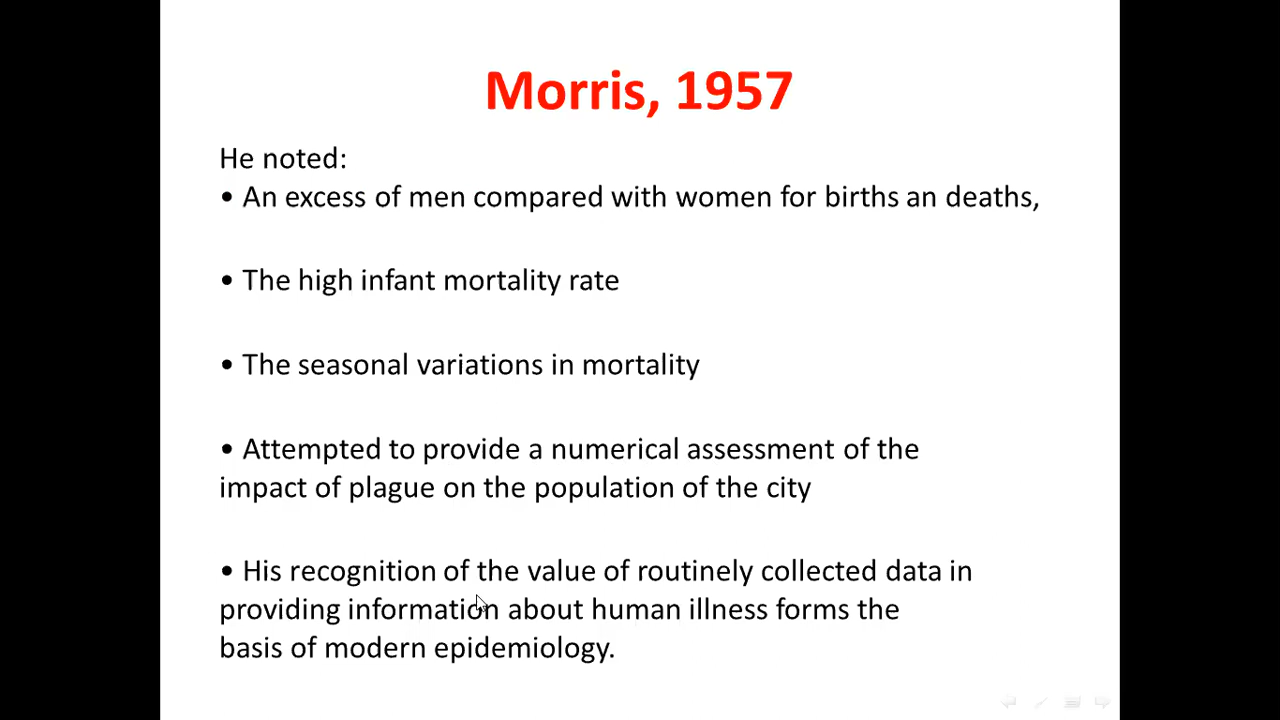 Morris, 1957
He noted:
• An excess of men compared with women for births an deaths,
• The high infant mortality rate
• The seasonal variations in mortality
• Attempted to provide a numerical assessment of the
impact of plague on the population of the city
• His recognition of the value of routinely collected data in
providing information about human illness forms the
basis of modern epidemiology.